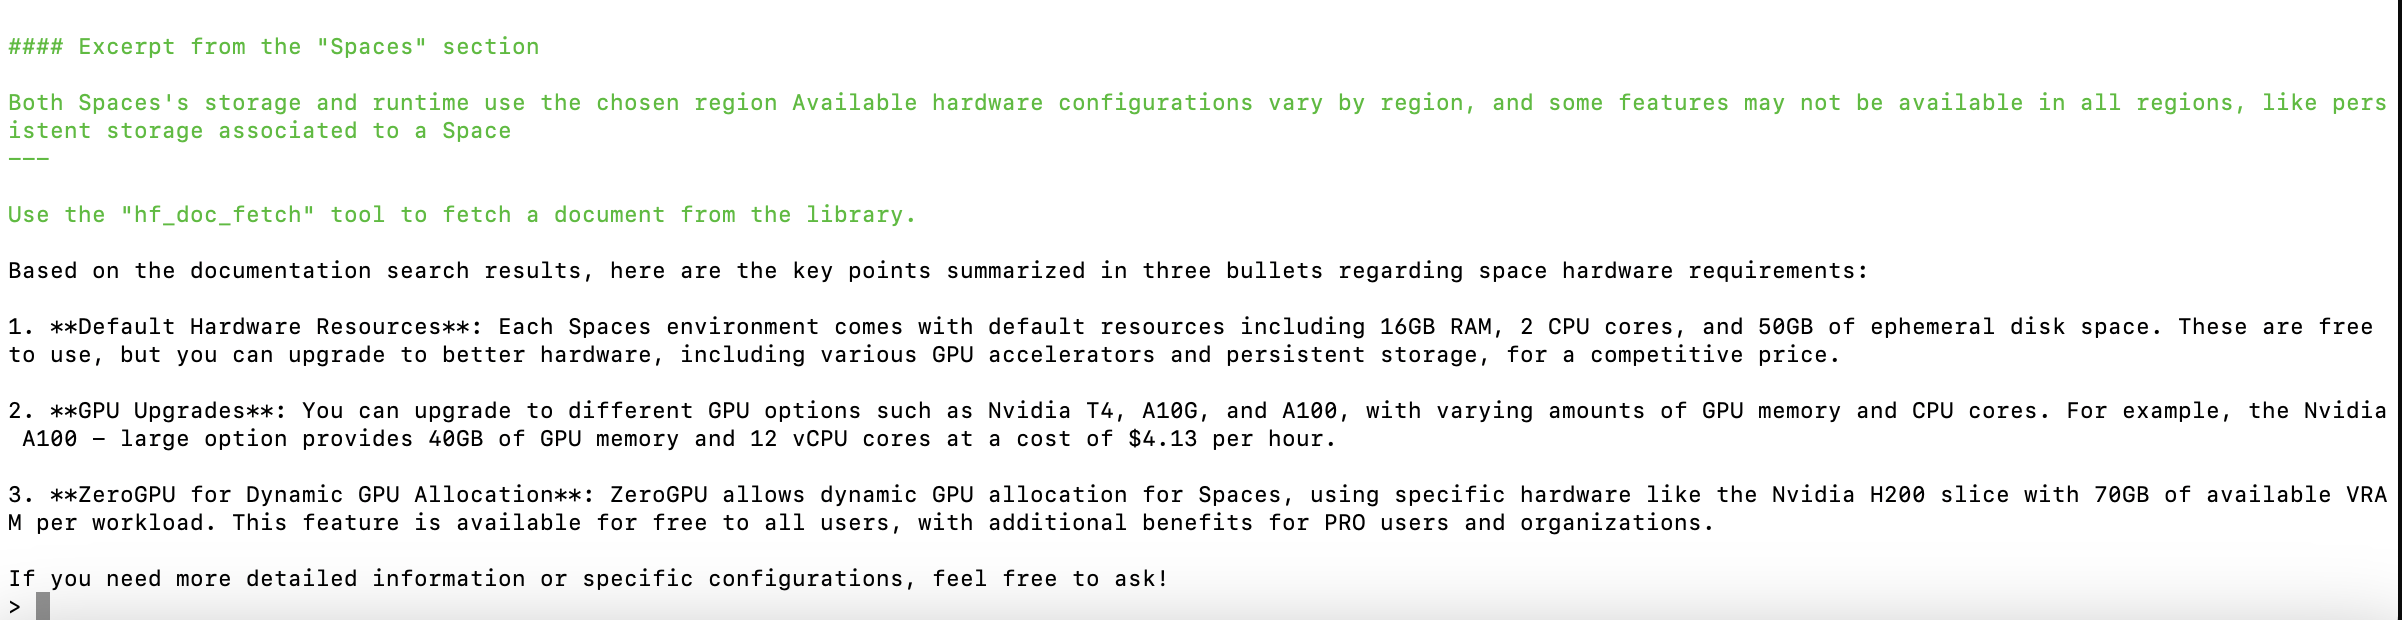 #### Excerpt from the "Spaces" section
Both Spaces's storage and runtime use the chosen region Available hardware configurations vary by region, and some features may not be available in all regions, like pers
istent storage associated to a Space
---
Use the "hf_doc_fetch" tool to fetch a document from the library.
Based on the documentation search results, here are the key points summarized in three bullets regarding space hardware requirements:
1. **Default Hardware Resources**: Each Spaces environment comes with default resources including 16GB RAM, 2 CPU cores, and 50GB of ephemeral disk space. These are free
to use, but you can upgrade to better hardware, including various GPU accelerators and persistent storage, for a competitive price.
2. **GPU Upgrades**: You can upgrade to different GPU options such as Nvidia T4, A10G, and A100, with varying amounts of GPU memory and CPU cores. For example, the Nvidia
A100 – large option provides 40GB of GPU memory and 12 vCPU cores at a cost of $4.13 per hour.
3. **ZeroGPU for Dynamic GPU Allocation**: ZeroGPU allows dynamic GPU allocation for Spaces, using specific hardware like the Nvidia H200 slice with 70GB of available VRA
M per workload. This feature is available for free to all users, with additional benefits for PRO users and organizations.
If you need more detailed information or specific configurations, feel free to ask!
>